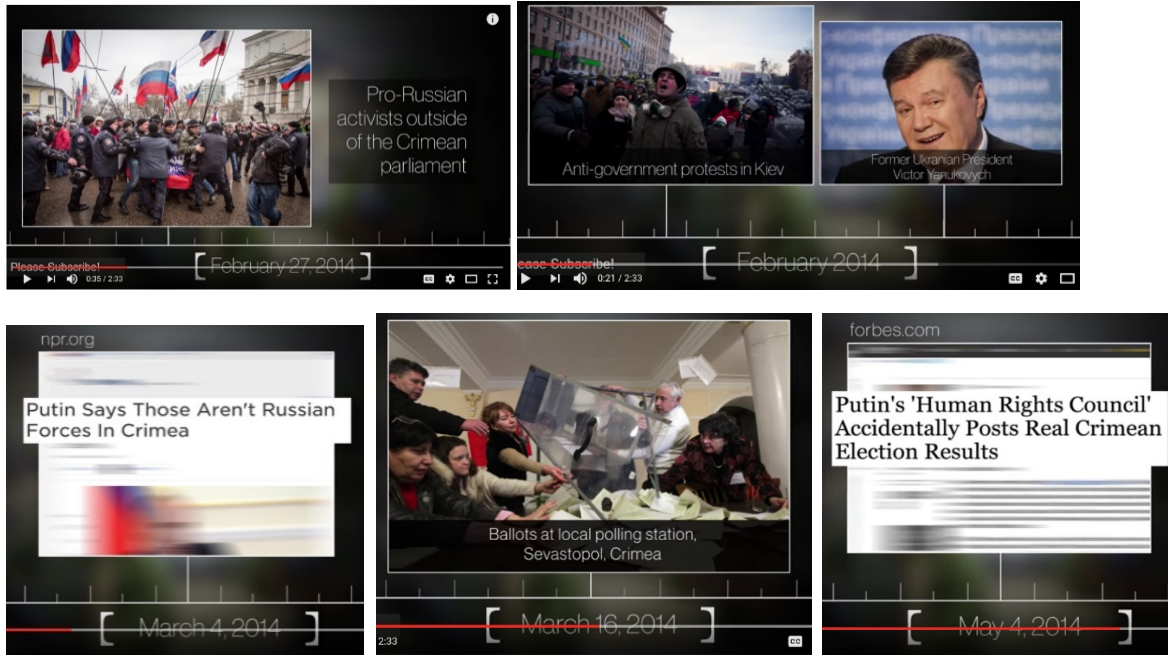 Pro-Russian
activists outside
of the Crimean
parliament
Please Subscribe!
[ February 27, 2014 ]
0:35 / 2:33
CC
Anti-government protests in Kiev
Former Ukranian President
Victor Yanukovych
ease Subscribe!
[ February 2014 ]
0:21 / 2:33
CC
npr.org
Putin Says Those Aren't Russian
Forces In Crimea
[ March 4, 2014 ]
Ballots at local polling station,
Sevastopol, Crimea
[ March 16, 2014 ]
2:33
CC
forbes.com
Putin's 'Human Rights Council'
Accidentally Posts Real Crimean
Election Results
[ May 4, 2014 ]